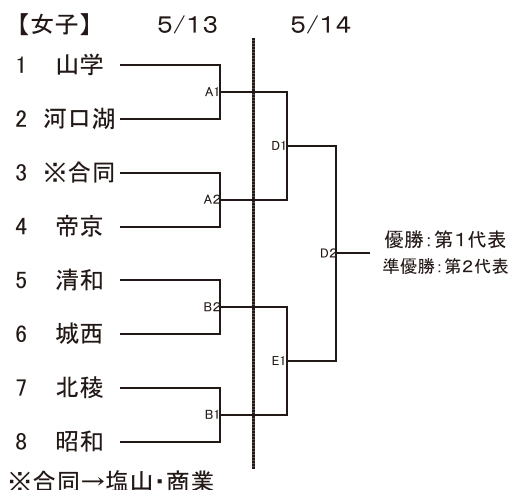 【女子】 5/13 5/14
1 山学
A1
2 河口湖
D1
3 ※合同
A2
4 帝京
D2
優勝:第1代表
準優勝:第2代表
5 清和
B2
6 城西
E1
7 北稜
B1
8 昭和
※合同→塩山・商業